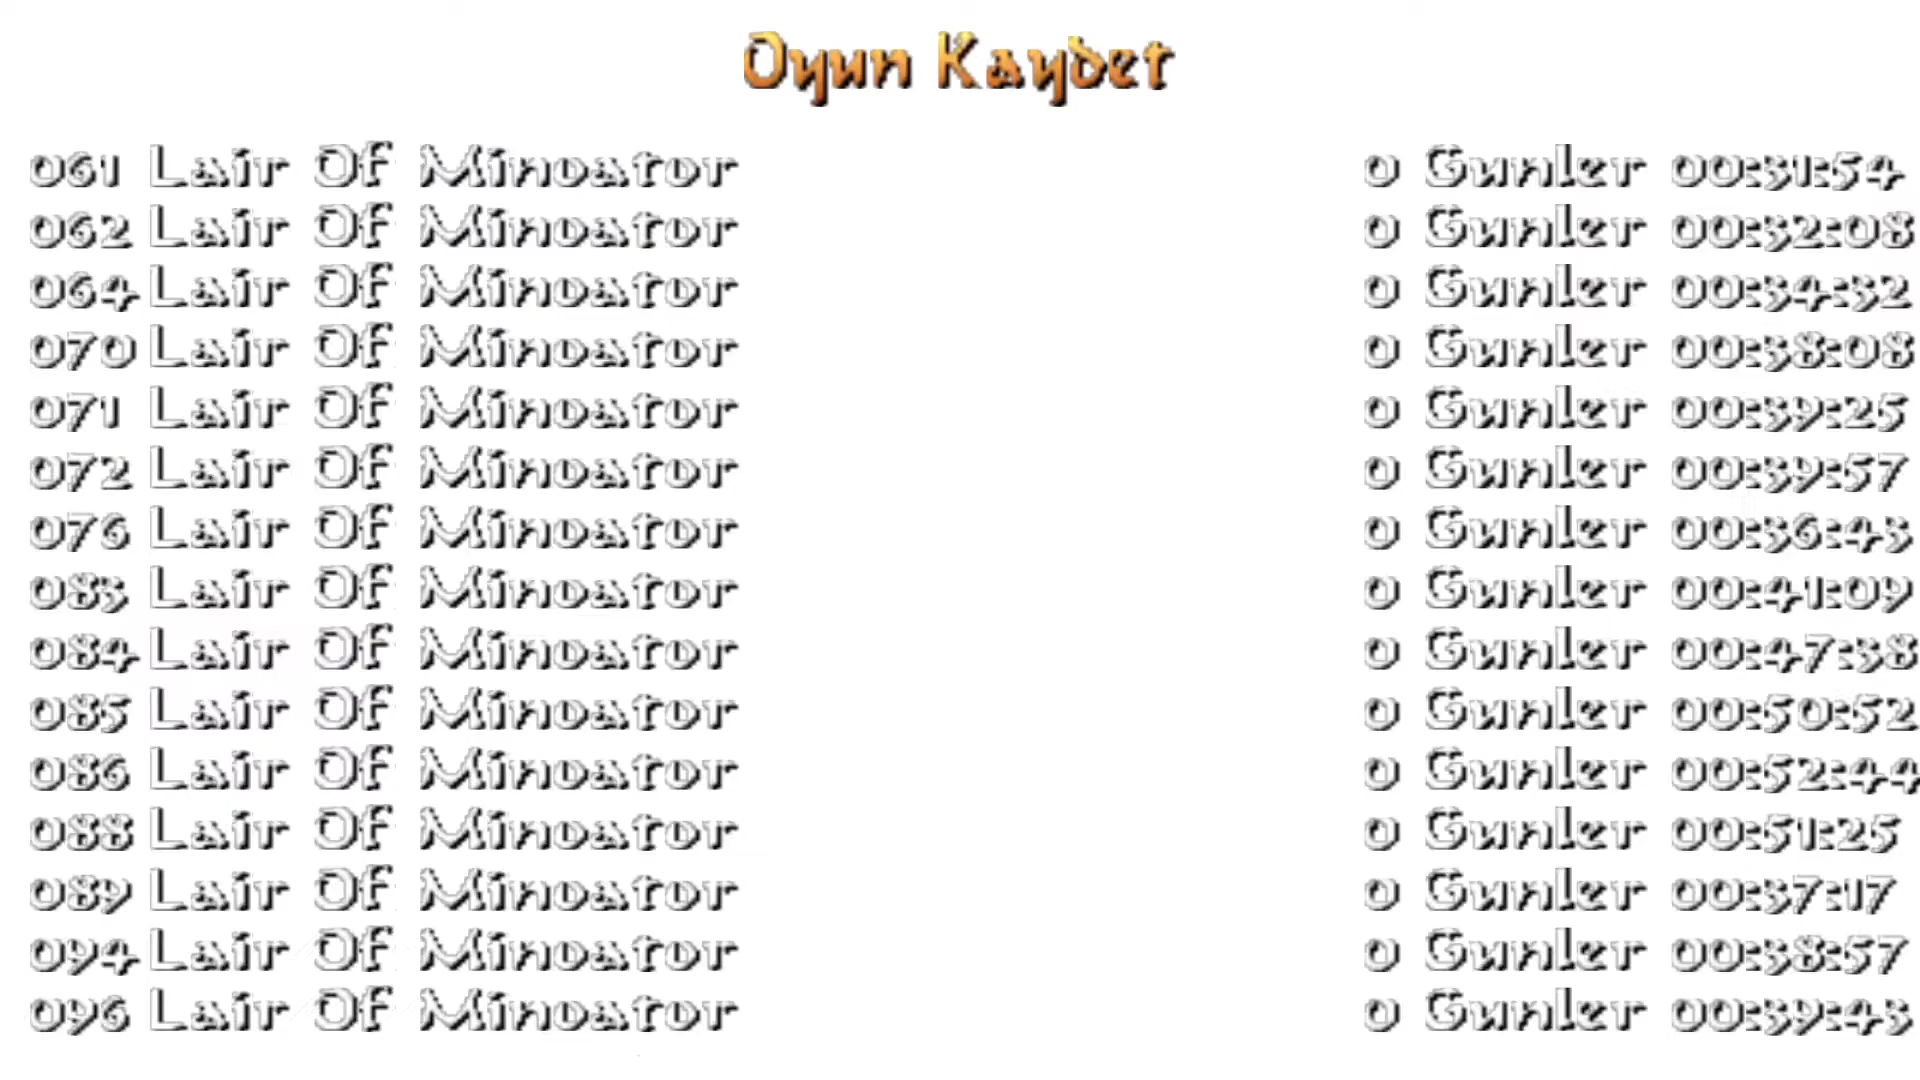 Oyun Kaydet
061 Lair Of Minoator 0 Gunler 00:31:54
062 Lair Of Minoator 0 Gunler 00:32:08
064 Lair Of Minoator 0 Gunler 00:34:32
070 Lair Of Minoator 0 Gunler 00:38:08
071 Lair Of Minoator 0 Gunler 00:39:25
072 Lair Of Minoator 0 Gunler 00:39:57
076 Lair Of Minoator 0 Gunler 00:36:43
083 Lair Of Minoator 0 Gunler 00:41:09
084 Lair Of Minoator 0 Gunler 00:47:38
085 Lair Of Minoator 0 Gunler 00:50:52
086 Lair Of Minoator 0 Gunler 00:52:44
088 Lair Of Minoator 0 Gunler 00:51:25
089 Lair Of Minoator 0 Gunler 00:37:17
094 Lair Of Minoator 0 Gunler 00:38:57
096 Lair Of Minoator 0 Gunler 00:39:43